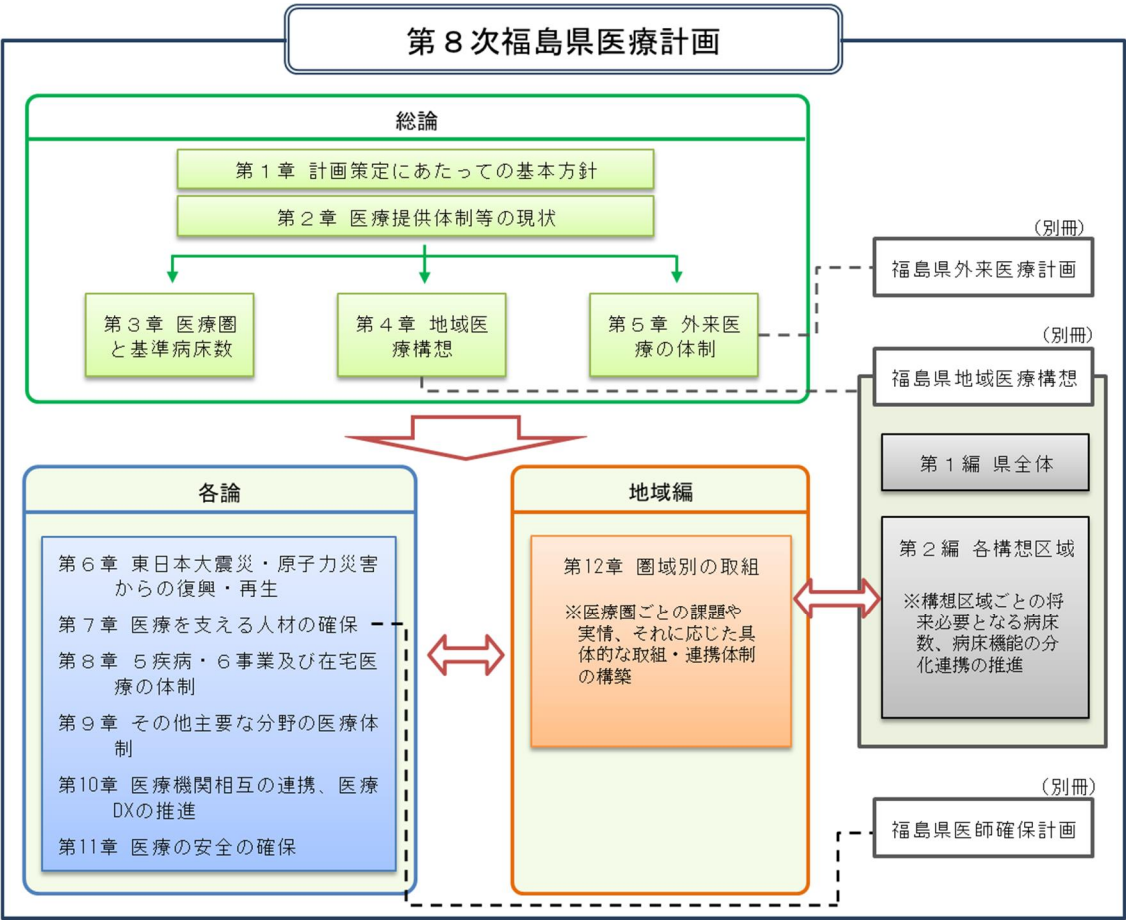 第８次福島県医療計画
総論
第１章 計画策定にあたっての基本方針
第２章 医療提供体制等の現状
第３章 医療圏
と基準病床数
第４章 地域医
療構想
第５章 外来医
療の体制
（別冊）
福島県外来医療計画
（別冊）
福島県地域医療構想
第１編 県全体
第２編 各構想区域
※構想区域ごとの将
来必要となる病床
数、病床機能の分
化連携の推進
各論
第６章 東日本大震災・原子力災害
からの復興・再生
第７章 医療を支える人材の確保
第８章 ５疾病・６事業及び在宅医
療の体制
第９章 その他主要な分野の医療体
制
第10章 医療機関相互の連携、医療
DXの推進
第11章 医療の安全の確保
地域編
第12章 圏域別の取組
※医療圏ごとの課題や
実情、それに応じた具
体的な取組・連携体制
の構築
（別冊）
福島県医師確保計画